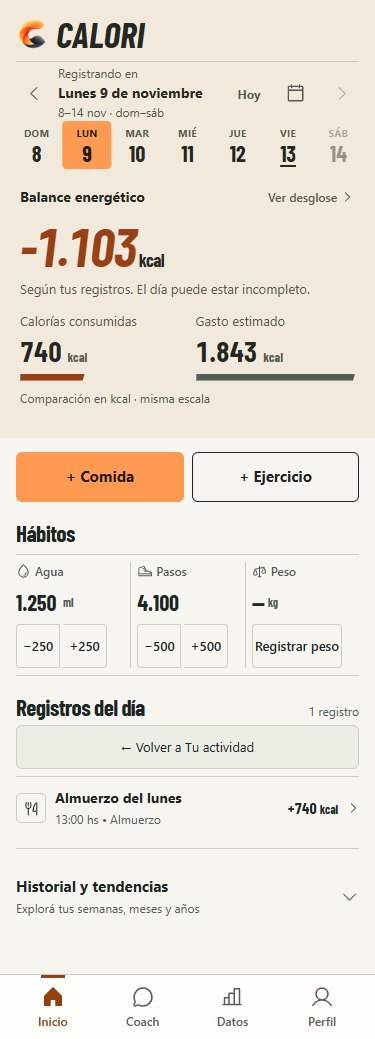 CALORI
Registrando en
Lunes 9 de noviembre
Hoy
8–14 nov · dom–sáb
DOM LUN MAR MIÉ JUE VIE SÁB
8 9 10 11 12 13 14
Balance energético Ver desglose
-1.103 kcal
Según tus registros. El día puede estar incompleto.
Calorías consumidas Gasto estimado
740 kcal 1.843 kcal
Comparación en kcal · misma escala
+ Comida + Ejercicio
Hábitos
Agua Pasos Peso
1.250 ml 4.100 – kg
−250 +250 −500 +500 Registrar peso
Registros del día 1 registro
← Volver a Tu actividad
Almuerzo del lunes
+740 kcal
13:00 hs • Almuerzo
Historial y tendencias
Explorá tus semanas, meses y años
Inicio Coach Datos Perfil